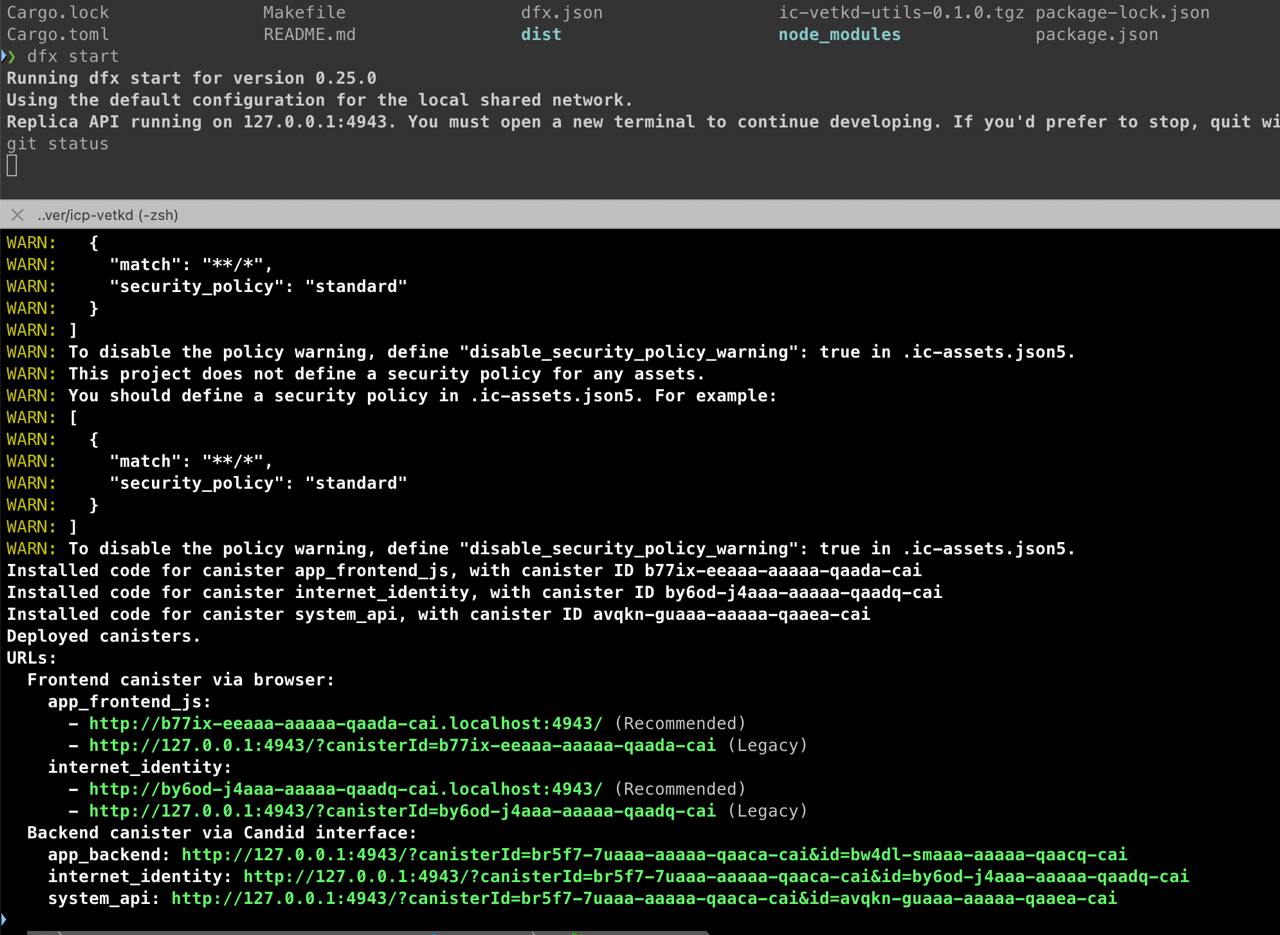 Cargo.lock Makefile dfx.json ic-vetkd-utils-0.1.0.tgz package-lock.json
Cargo.toml README.md dist node_modules package.json
❯ dfx start
Running dfx start for version 0.25.0
Using the default configuration for the local shared network.
Replica API running on 127.0.0.1:4943. You must open a new terminal to continue developing. If you'd prefer to stop, quit wi
git status
..ver/icp-vetkd (-zsh)
WARN:   {
WARN:     "match": "**/*",
WARN:     "security_policy": "standard"
WARN:   }
WARN: ]
WARN: To disable the policy warning, define "disable_security_policy_warning": true in .ic-assets.json5.
WARN: This project does not define a security policy for any assets.
WARN: You should define a security policy in .ic-assets.json5. For example:
WARN: [
WARN:   {
WARN:     "match": "**/*",
WARN:     "security_policy": "standard"
WARN:   }
WARN: ]
WARN: To disable the policy warning, define "disable_security_policy_warning": true in .ic-assets.json5.
Installed code for canister app_frontend_js, with canister ID b77ix-eeaaa-aaaaa-qaada-cai
Installed code for canister internet_identity, with canister ID by6od-j4aaa-aaaaa-qaadq-cai
Installed code for canister system_api, with canister ID avqkn-guaaa-aaaaa-qaaea-cai
Deployed canisters.
URLs:
  Frontend canister via browser:
    app_frontend_js:
      - http://b77ix-eeaaa-aaaaa-qaada-cai.localhost:4943/ (Recommended)
      - http://127.0.0.1:4943/?canisterId=b77ix-eeaaa-aaaaa-qaada-cai (Legacy)
    internet_identity:
      - http://by6od-j4aaa-aaaaa-qaadq-cai.localhost:4943/ (Recommended)
      - http://127.0.0.1:4943/?canisterId=by6od-j4aaa-aaaaa-qaadq-cai (Legacy)
  Backend canister via Candid interface:
    app_backend: http://127.0.0.1:4943/?canisterId=br5f7-7uaaa-aaaaa-qaaca-cai&id=bw4dl-smaaa-aaaaa-qaacq-cai
    internet_identity: http://127.0.0.1:4943/?canisterId=br5f7-7uaaa-aaaaa-qaaca-cai&id=by6od-j4aaa-aaaaa-qaadq-cai
    system_api: http://127.0.0.1:4943/?canisterId=br5f7-7uaaa-aaaaa-qaaca-cai&id=avqkn-guaaa-aaaaa-qaaea-cai